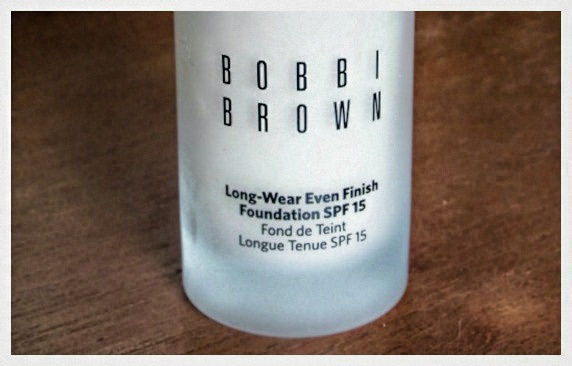 BOBBI
BROWN
Long-Wear Even Finish
Foundation SPF 15
Fond de Teint
Longue Tenue SPF 15